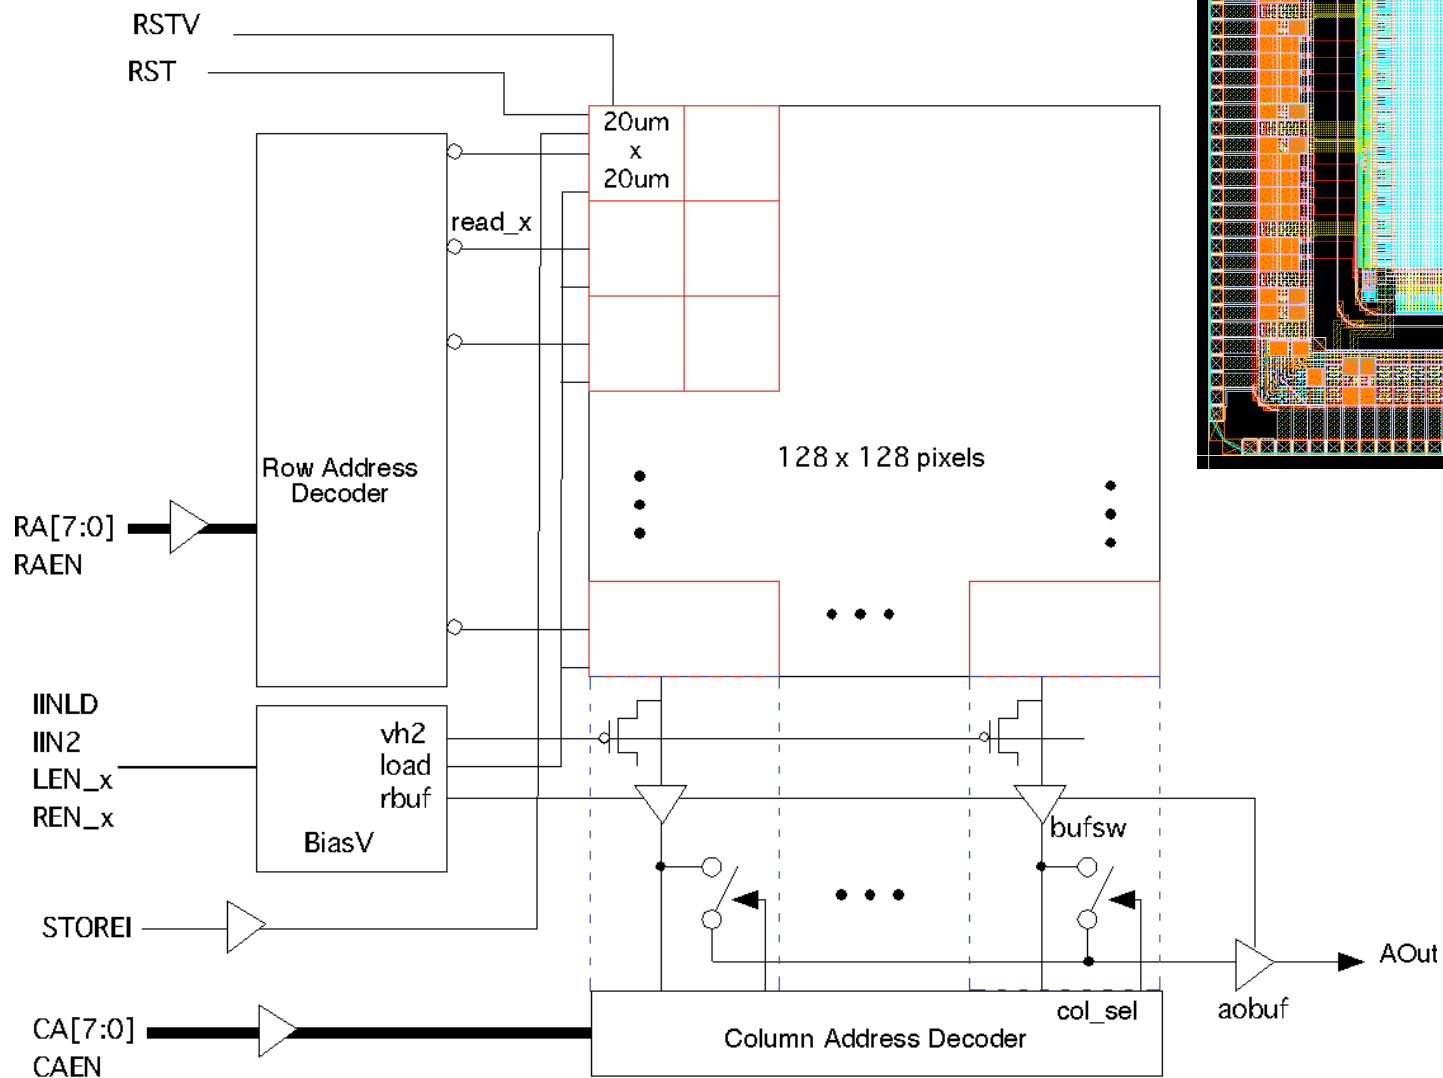 RSTV
RST
20um
x
20um
read_x
128 x 128 pixels
Row Address
Decoder
RA[7:0]
RAEN
IINLD
IIN2
LEN_x
REN_x
vh2
load
rbuf
BiasV
bufsw
STOREI
AOut
aobuf
col_sel
CA[7:0]
CAEN
Column Address Decoder